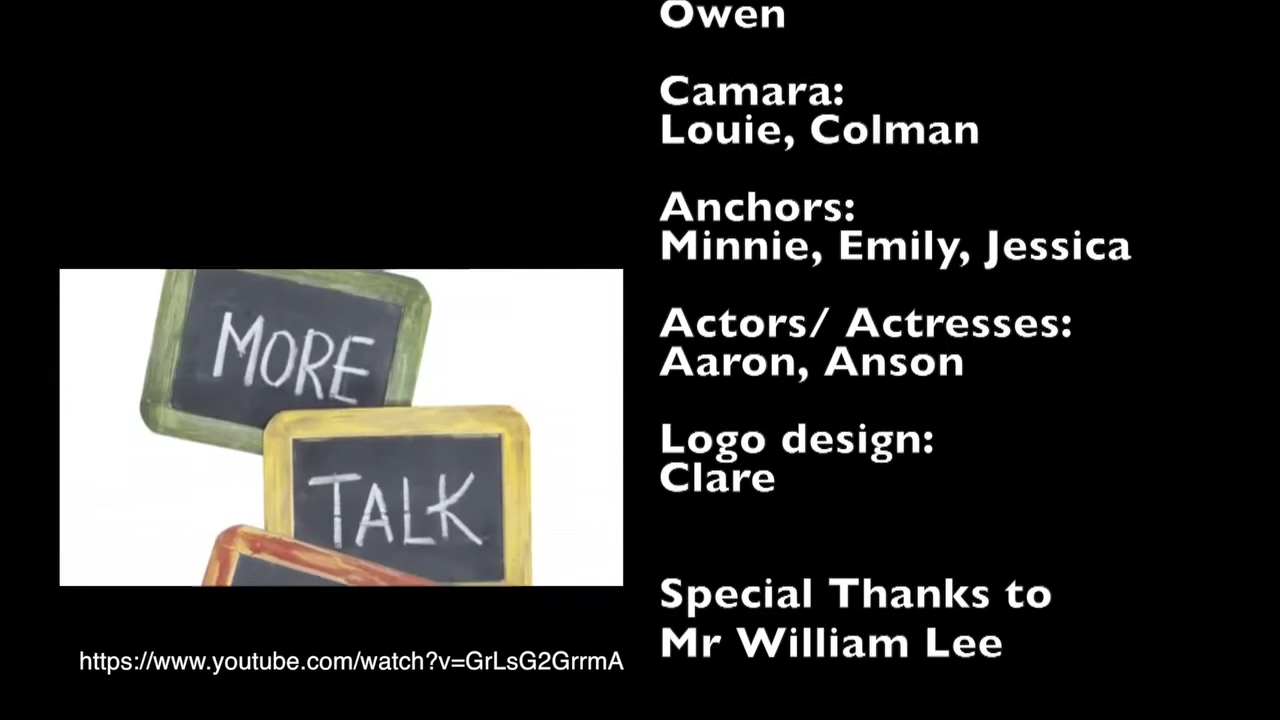 Owen
Camara:
Louie, Colman
Anchors:
Minnie, Emily, Jessica
Actors/ Actresses:
Aaron, Anson
Logo design:
Clare
Special Thanks to
Mr William Lee
MORE
TALK
https://www.youtube.com/watch?v=GrLsG2GrrmA